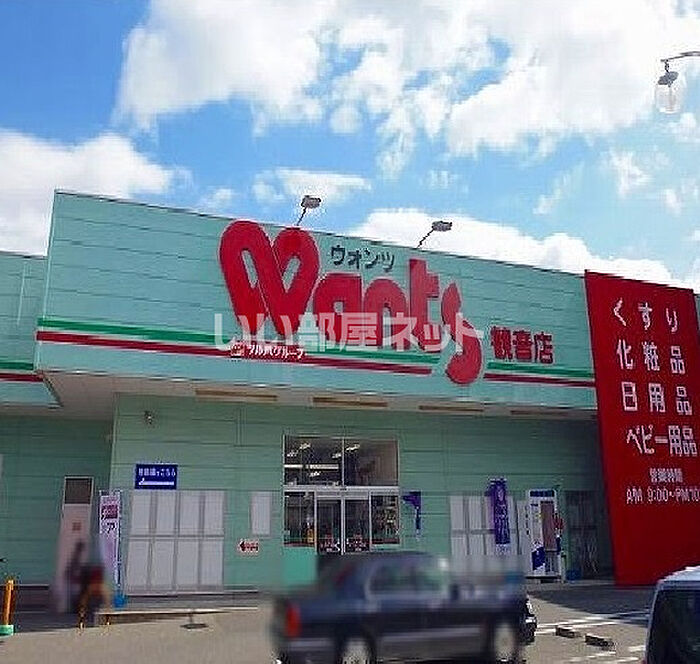 ウォンツ
Wants
観音店
ツルハグループ
いい部屋ネット
くすり
化粧品
日用品
ベビー用品
営業時間
AM 9:00~PM10